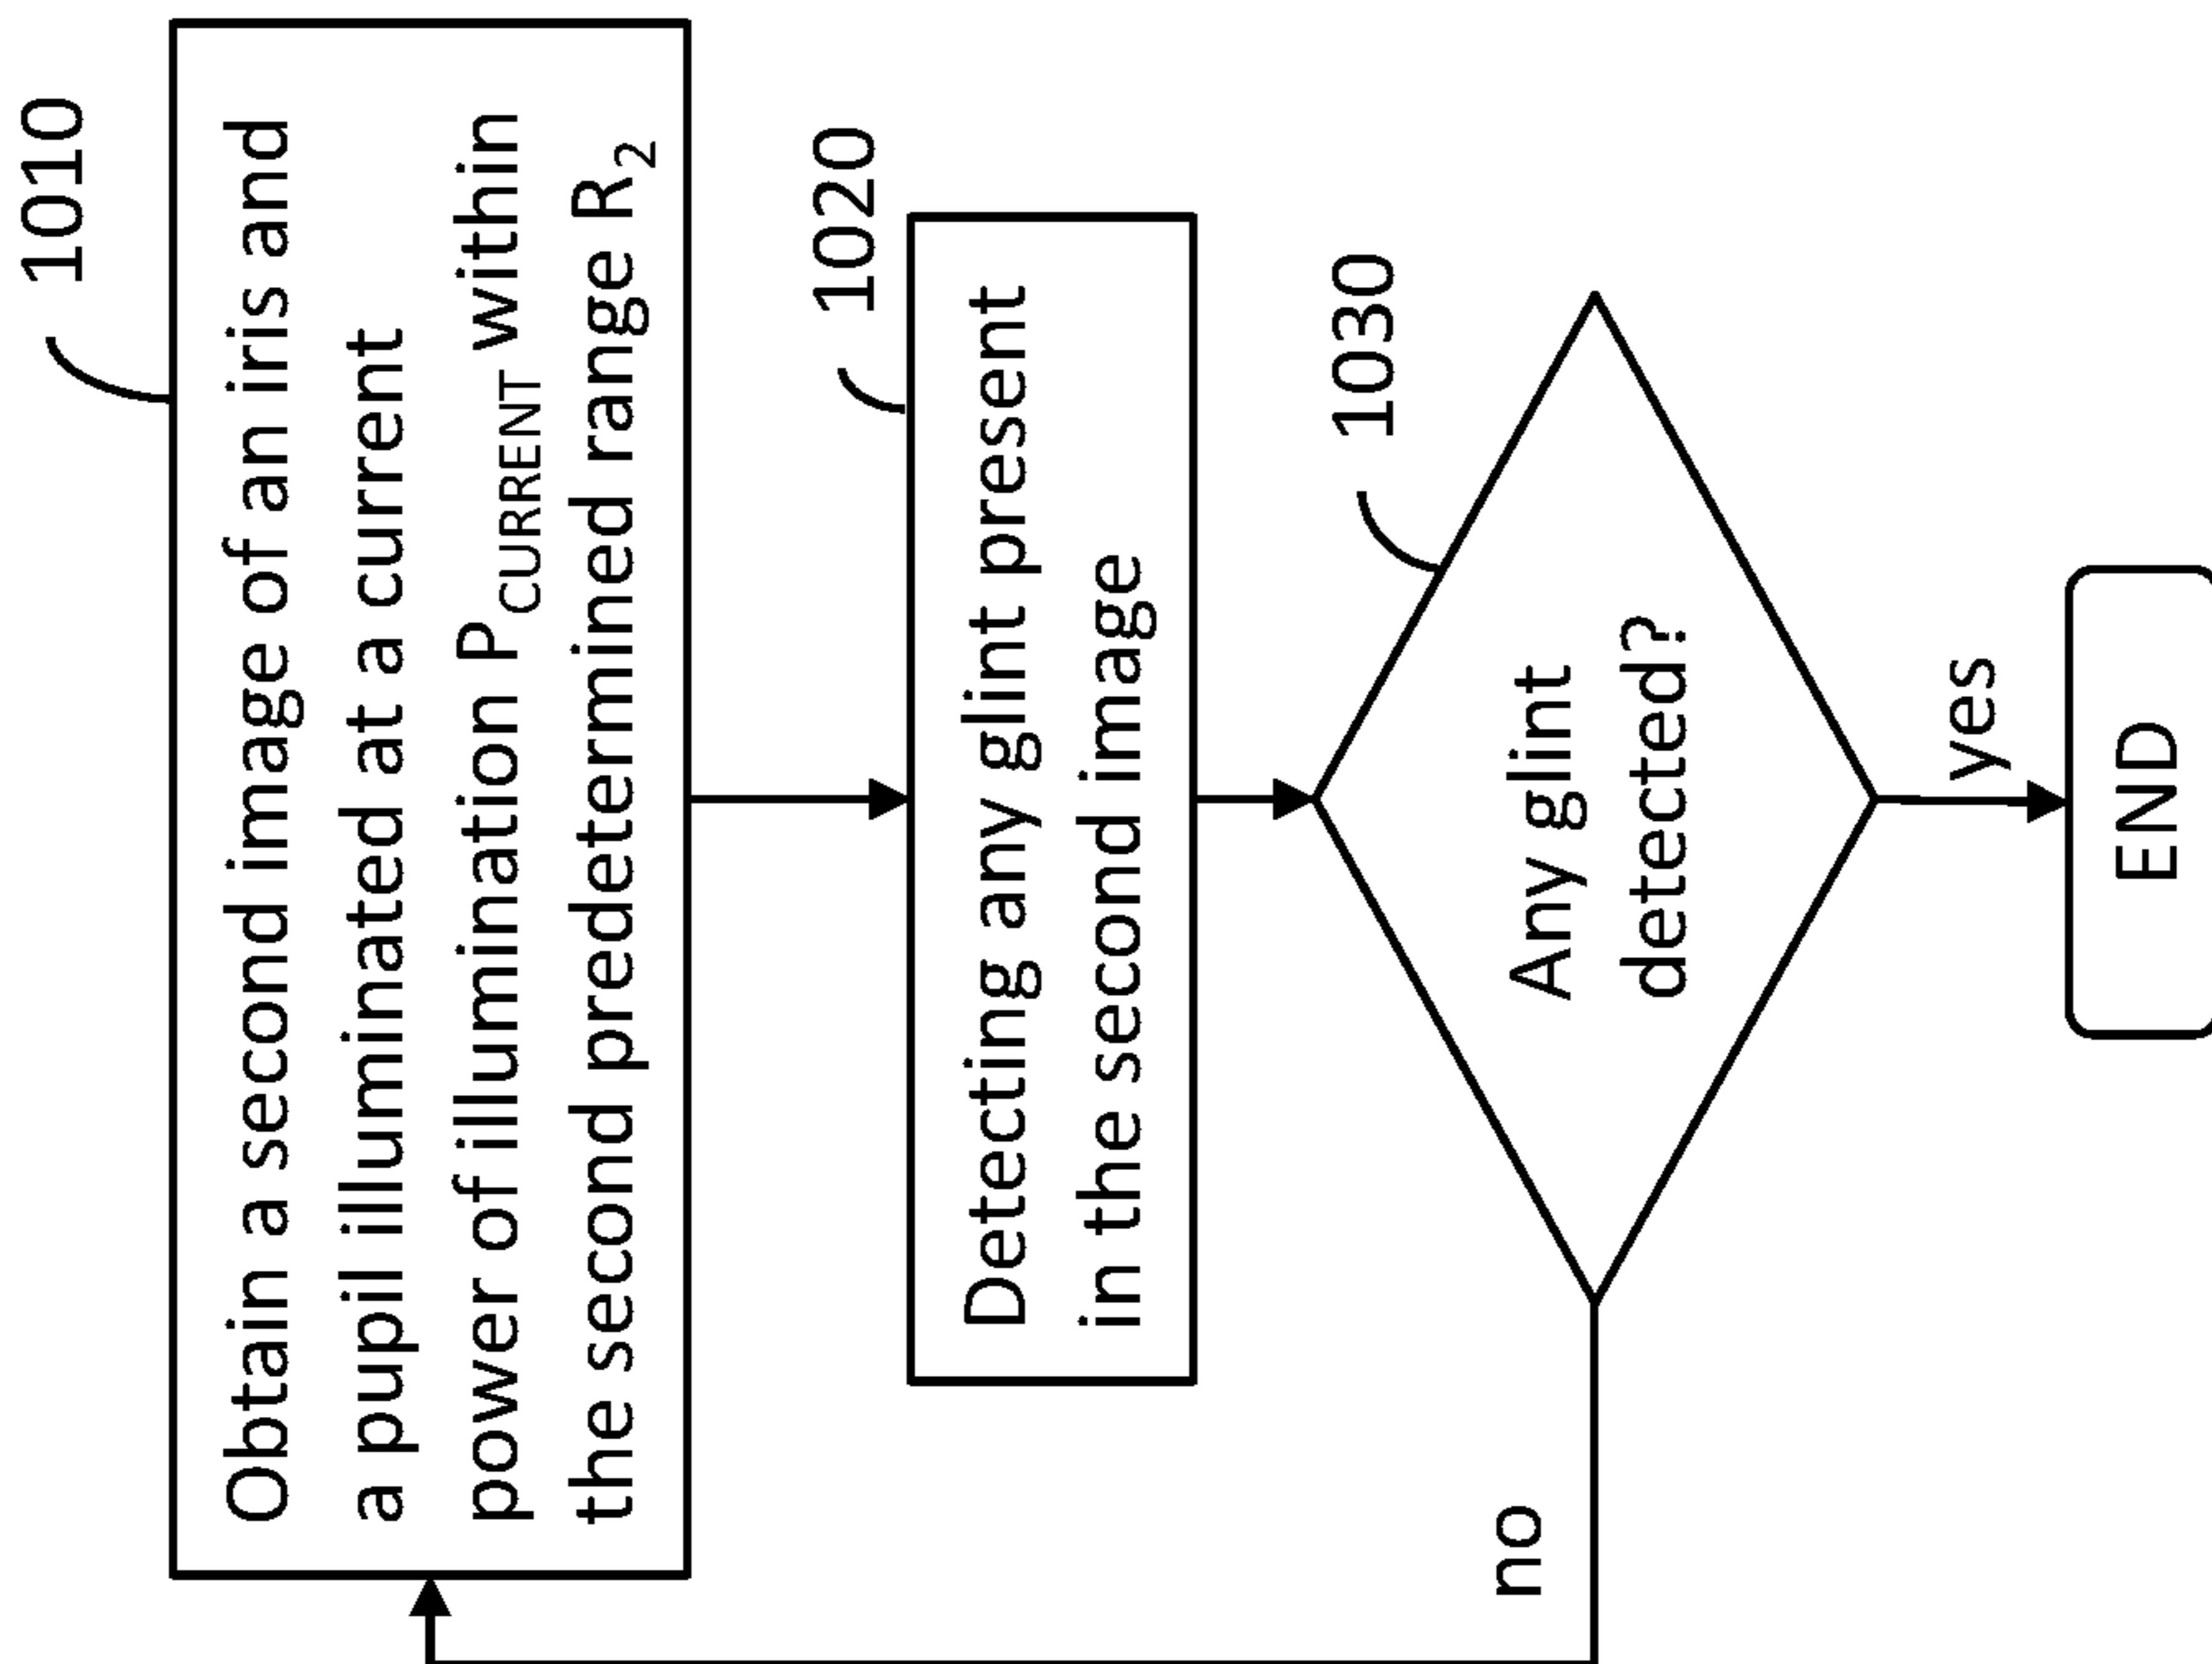 1010
Obtain a second image of an iris and
a pupil illuminated at a current
power of illumination P_CURRENT within
the second predetermined range R_2
1020
Detecting any glint present
in the second image
1030
Any glint
detected?
no
yes
END